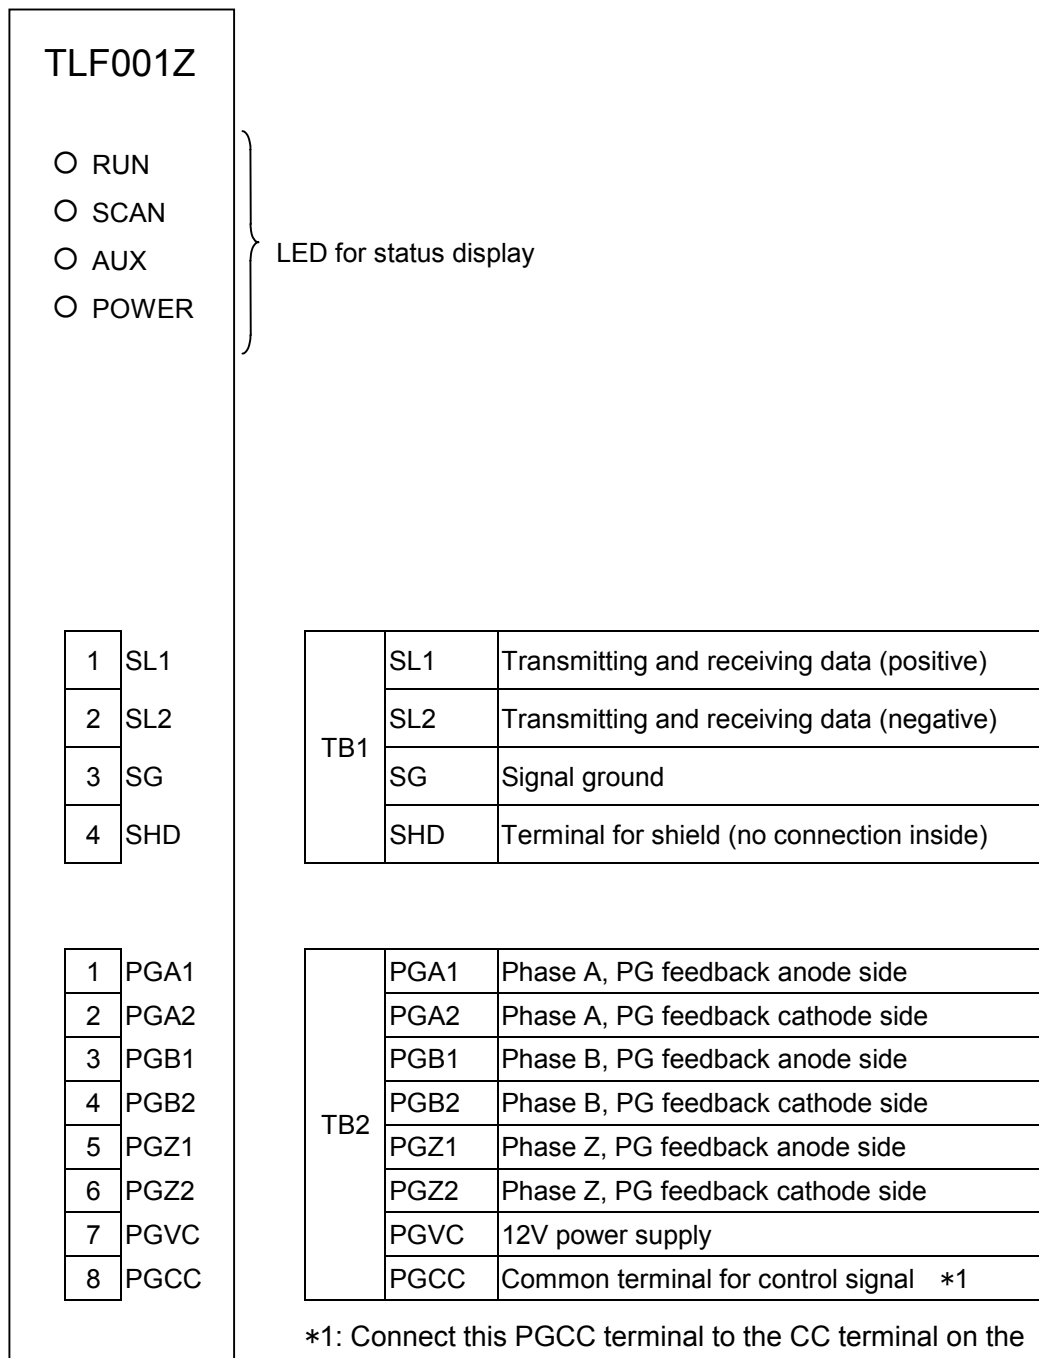 TLF001Z
RUN
SCAN
AUX
POWER
LED for status display
1 SL1
2 SL2
3 SG
4 SHD
TB1
SL1 Transmitting and receiving data (positive)
SL2 Transmitting and receiving data (negative)
SG Signal ground
SHD Terminal for shield (no connection inside)
1 PGA1
2 PGA2
3 PGB1
4 PGB2
5 PGZ1
6 PGZ2
7 PGVC
8 PGCC
TB2
PGA1 Phase A, PG feedback anode side
PGA2 Phase A, PG feedback cathode side
PGB1 Phase B, PG feedback anode side
PGB2 Phase B, PG feedback cathode side
PGZ1 Phase Z, PG feedback anode side
PGZ2 Phase Z, PG feedback cathode side
PGVC 12V power supply
PGCC Common terminal for control signal *1
*1: Connect this PGCC terminal to the CC terminal on the